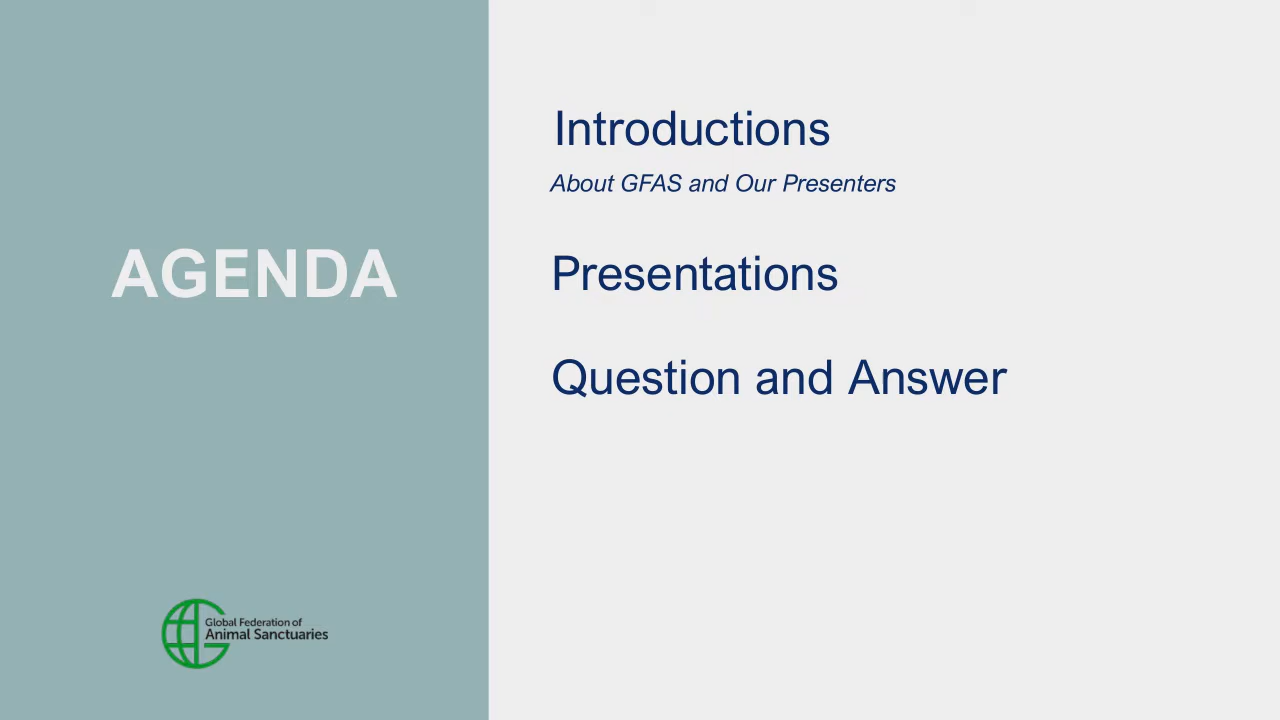 AGENDA
Global Federation of
Animal Sanctuaries
Introductions
About GFAS and Our Presenters
Presentations
Question and Answer